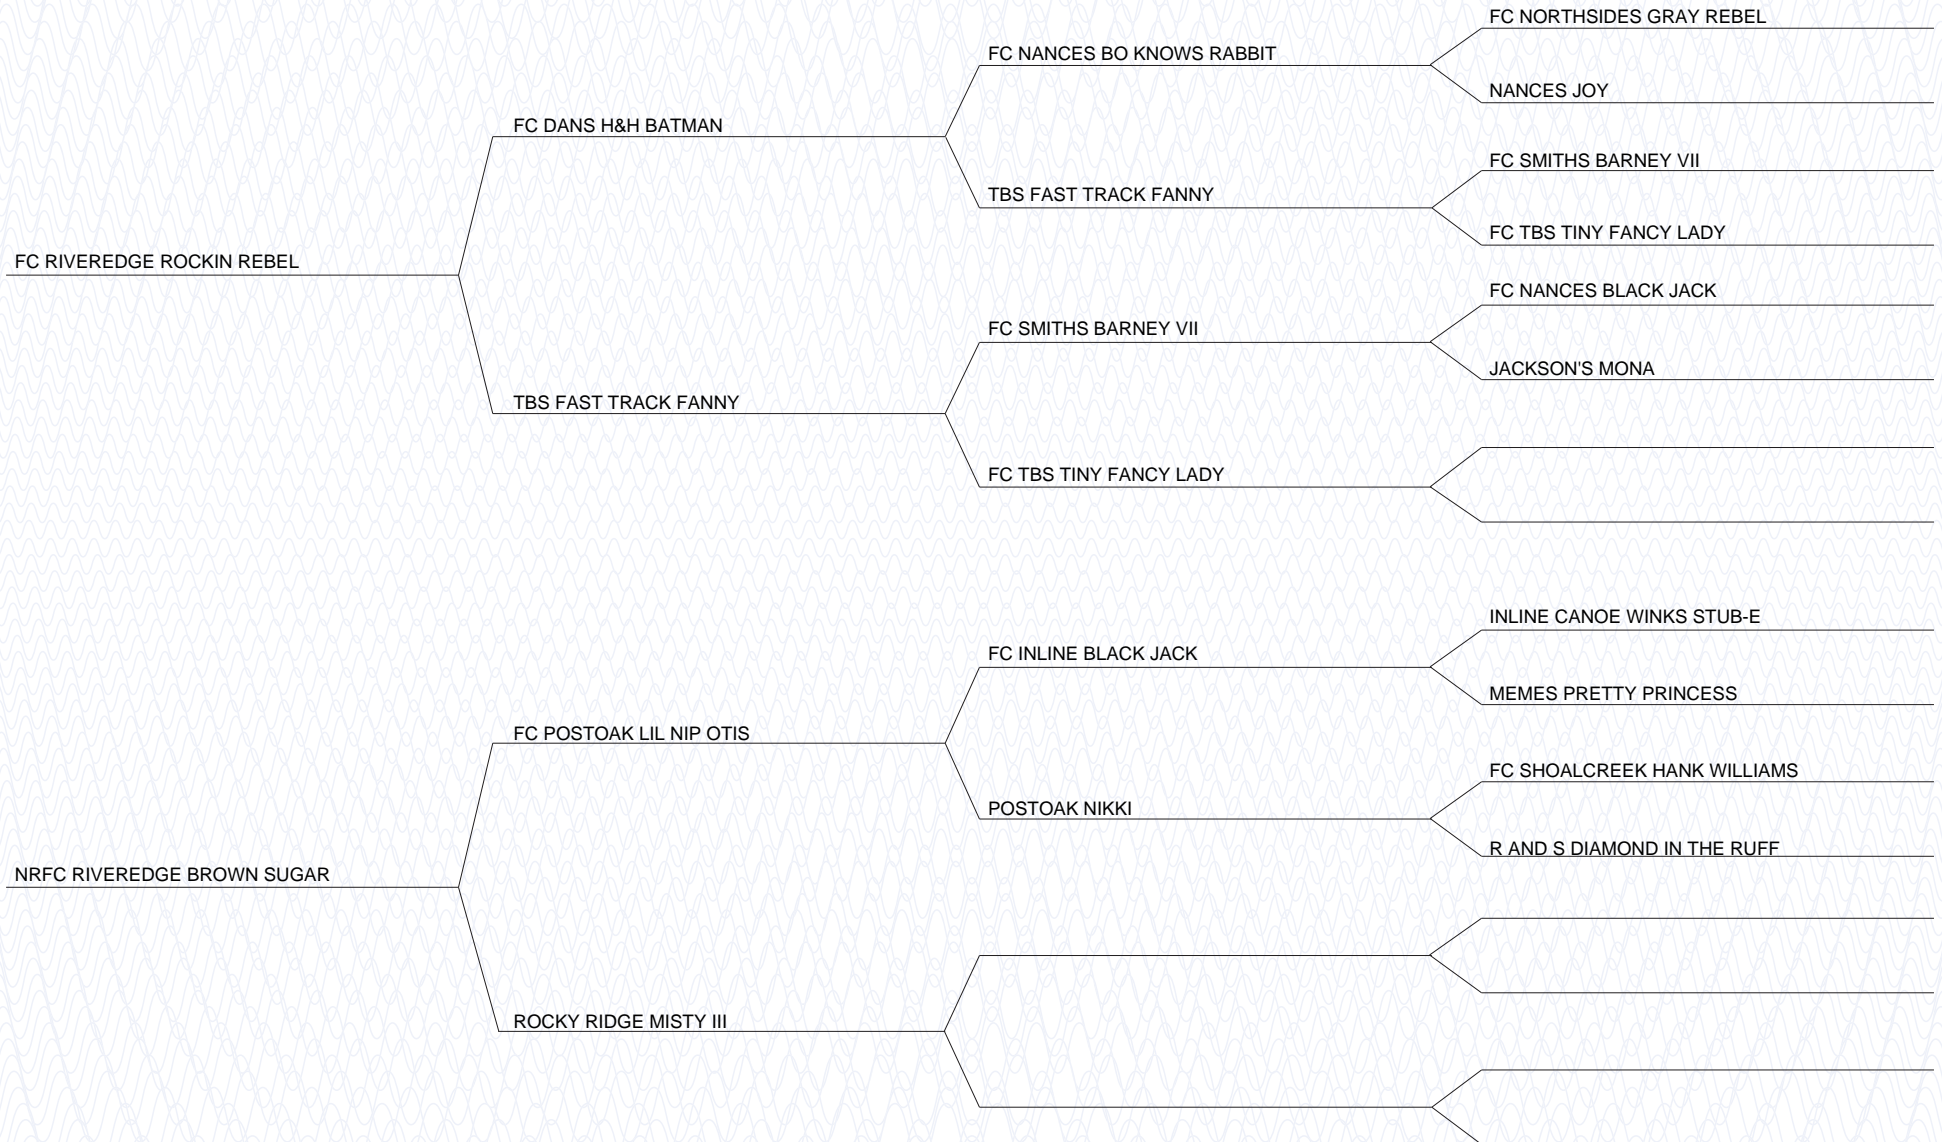 FC NORTHSIDES GRAY REBEL
FC NANCES BO KNOWS RABBIT
NANCES JOY
FC DANS H&H BATMAN
FC SMITHS BARNEY VII
TBS FAST TRACK FANNY
FC TBS TINY FANCY LADY
FC RIVEREDGE ROCKIN REBEL
FC NANCES BLACK JACK
FC SMITHS BARNEY VII
JACKSON'S MONA
TBS FAST TRACK FANNY
FC TBS TINY FANCY LADY
INLINE CANOE WINKS STUB-E
FC INLINE BLACK JACK
MEMES PRETTY PRINCESS
FC POSTOAK LIL NIP OTIS
FC SHOALCREEK HANK WILLIAMS
POSTOAK NIKKI
R AND S DIAMOND IN THE RUFF
NRFC RIVEREDGE BROWN SUGAR
ROCKY RIDGE MISTY III